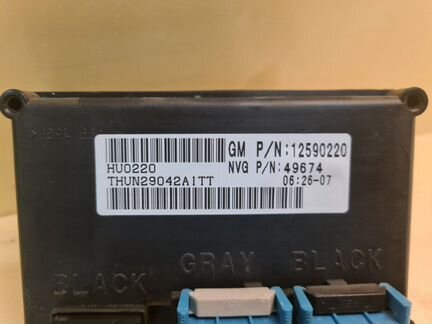 GM P/N:12590220
HU0220
NVG P/N:49674
THUN29042AITT
06-26-07
BLACK GRAY BLACK